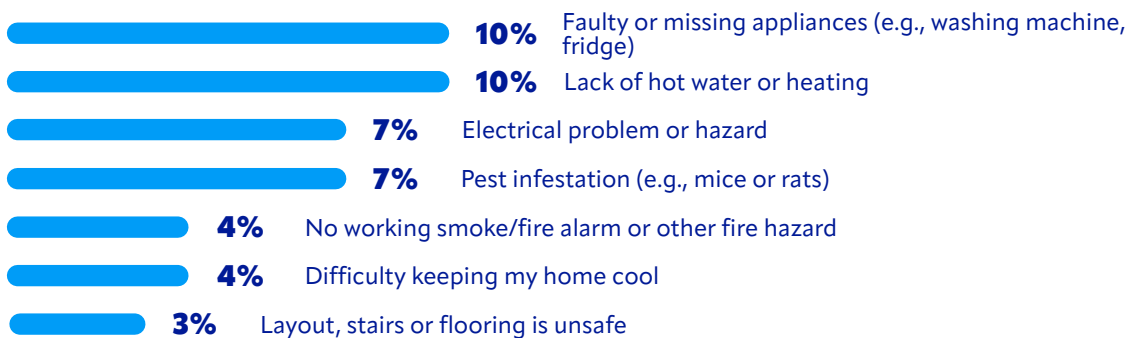 10% Faulty or missing appliances (e.g., washing machine,
fridge)
10% Lack of hot water or heating
7% Electrical problem or hazard
7% Pest infestation (e.g., mice or rats)
4% No working smoke/fire alarm or other fire hazard
4% Difficulty keeping my home cool
3% Layout, stairs or flooring is unsafe